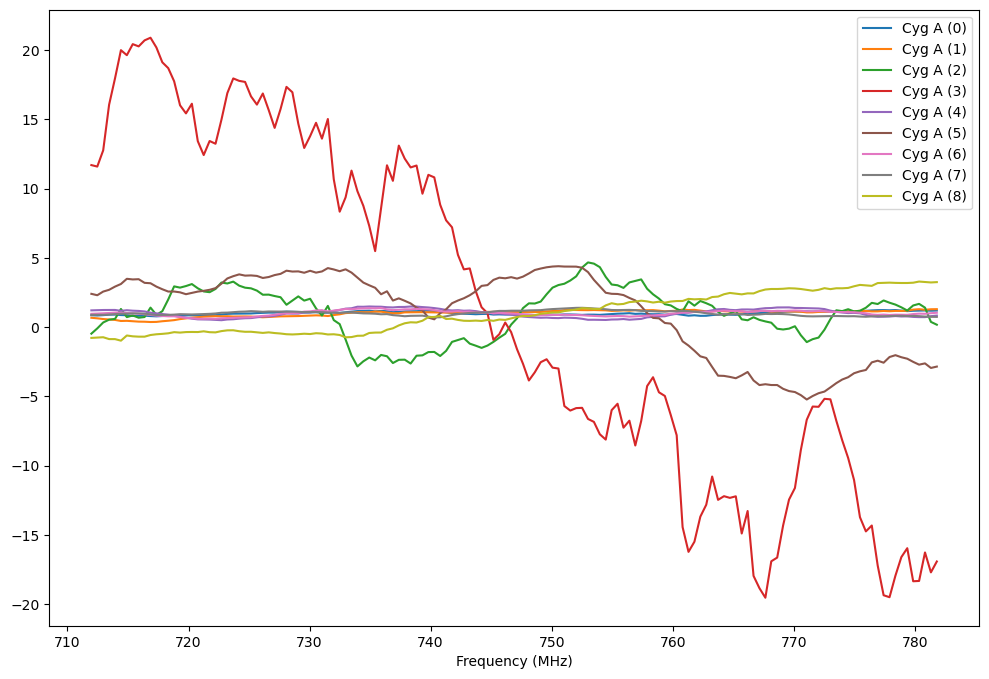 Cyg A (0)
Cyg A (1)
Cyg A (2)
Cyg A (3)
Cyg A (4)
Cyg A (5)
Cyg A (6)
Cyg A (7)
Cyg A (8)
20
15
10
5
0
−5
−10
−15
−20
710 720 730 740 750 760 770 780
Frequency (MHz)